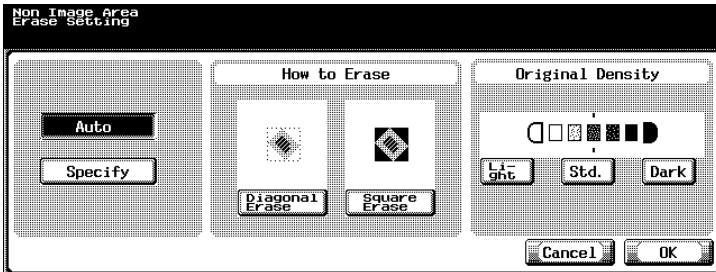 Non Image Area
Erase Setting
How to Erase
Original Density
Auto
Specify
Diagonal
Erase
Square
Erase
Li-
ght
Std.
Dark
Cancel
OK